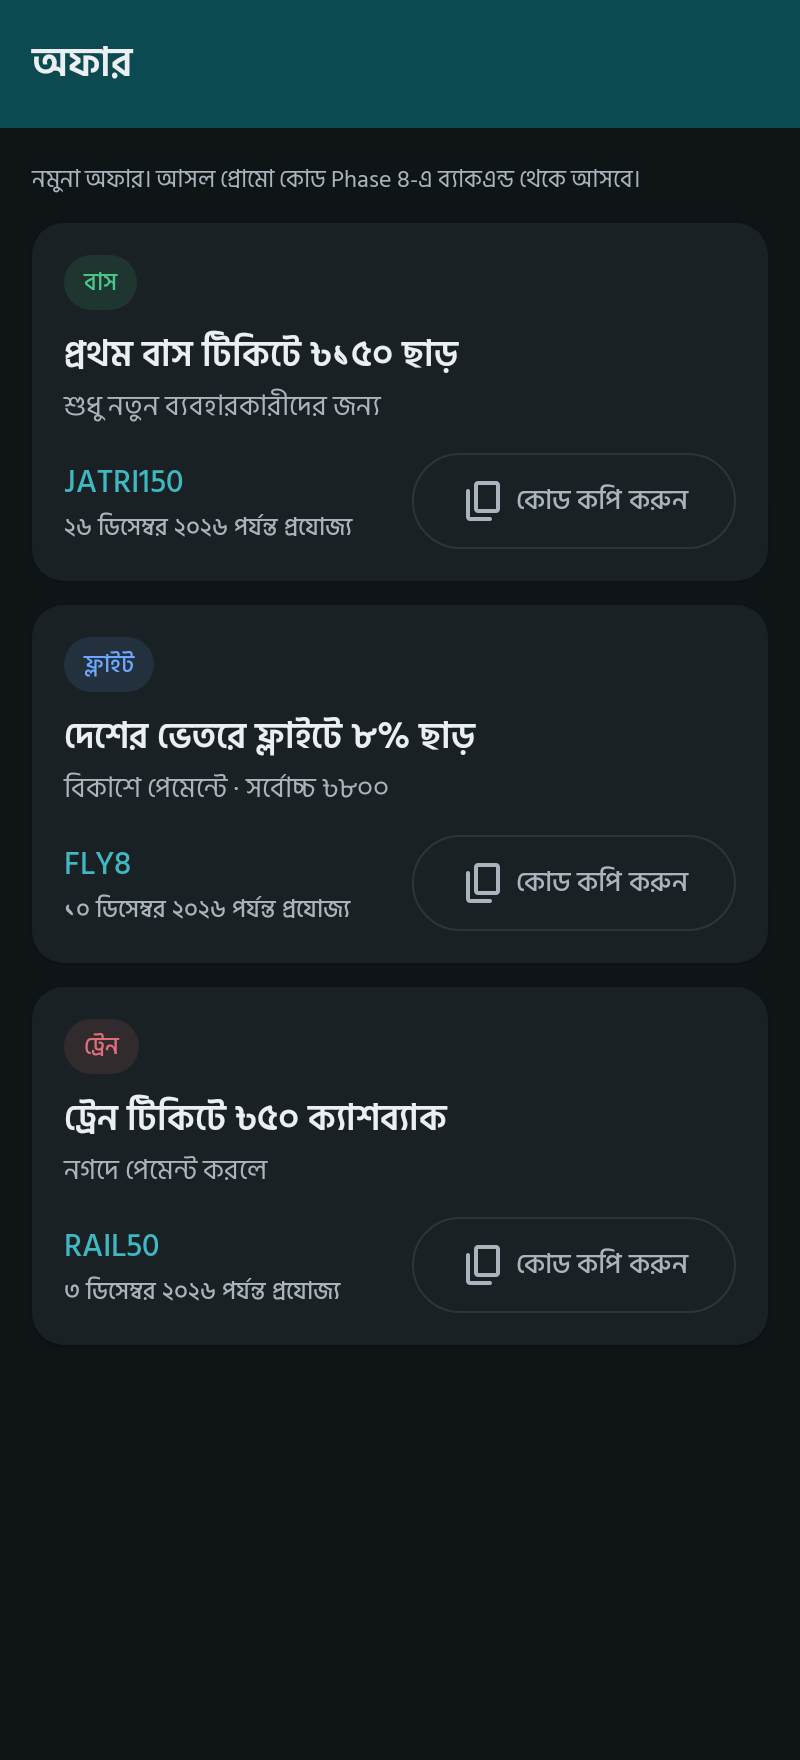 অফার
নমুনা অফার। আসল প্রোমো কোড Phase 8-এ ব্যাকএন্ড থেকে আসবে।
বাস
প্রথম বাস টিকিটে ৳১৫০ ছাড়
শুধু নতুন ব্যবহারকারীদের জন্য
JATRI150
কোড কপি করুন
২৬ ডিসেম্বর ২০২৬ পর্যন্ত প্রযোজ্য
ফ্লাইট
দেশের ভেতরে ফ্লাইটে ৮% ছাড়
বিকাশে পেমেন্টে · সর্বোচ্চ ৳৮০০
FLY8
কোড কপি করুন
১০ ডিসেম্বর ২০২৬ পর্যন্ত প্রযোজ্য
ট্রেন
ট্রেন টিকিটে ৳৫০ ক্যাশব্যাক
নগদে পেমেন্ট করলে
RAIL50
কোড কপি করুন
৩ ডিসেম্বর ২০২৬ পর্যন্ত প্রযোজ্য